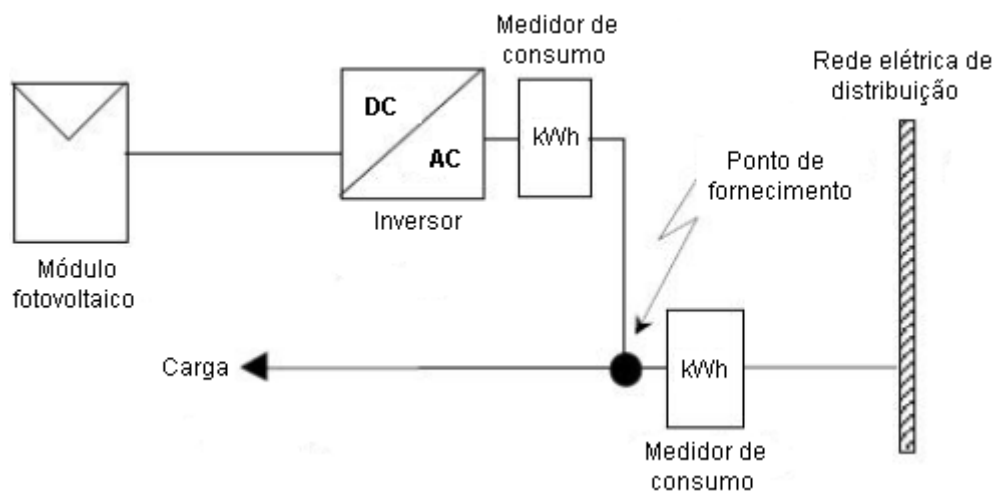 Medidor de
consumo
Rede elétrica de
distribuição
DC
AC
kWh
Ponto de
fornecimento
Inversor
Módulo
fotovoltaico
Carga
kWh
Medidor de
consumo